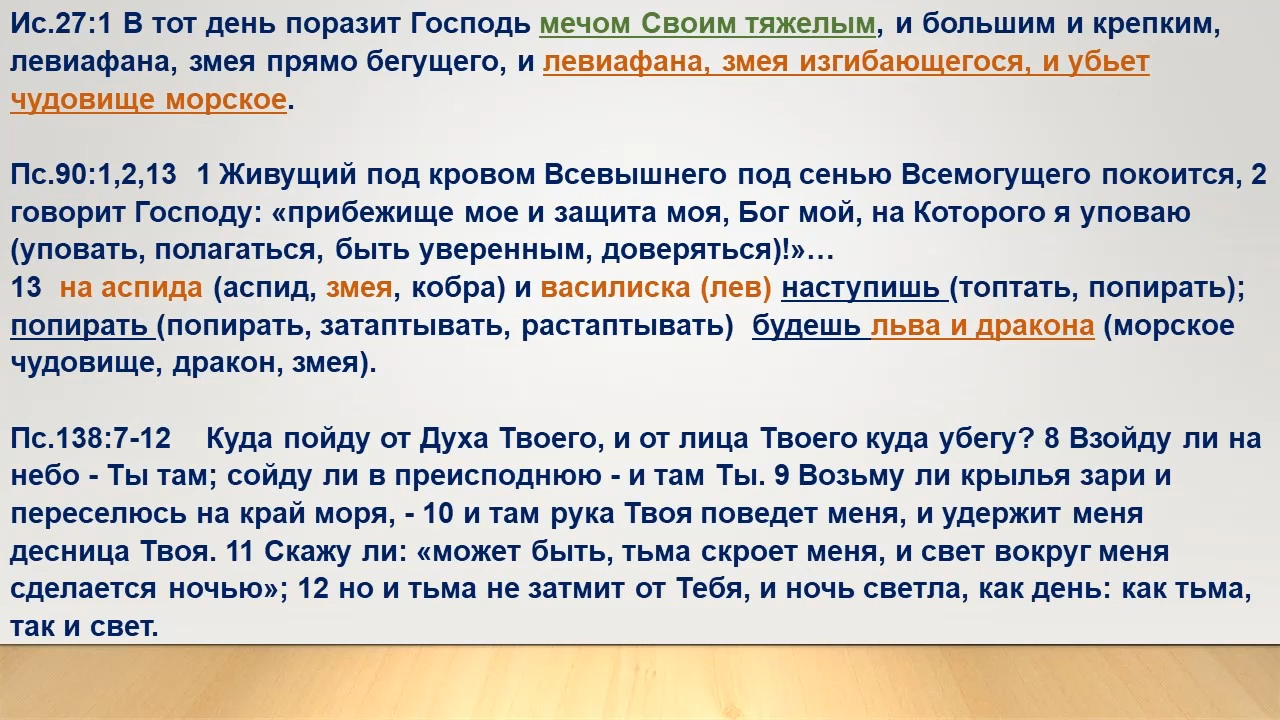 Ис.27:1 В тот день поразит Господь мечом Своим тяжелым, и большим и крепким,
левиафана, змея прямо бегущего, и левиафана, змея изгибающегося, и убьет
чудовище морское.
Пс.90:1,2,13 1 Живущий под кровом Всевышнего под сенью Всемогущего покоится, 2
говорит Господу: «прибежище мое и защита моя, Бог мой, на Которого я уповаю
(уповать, полагаться, быть уверенным, доверяться)!»…
13 на аспида (аспид, змея, кобра) и василиска (лев) наступишь (топтать, попирать);
попирать (попирать, затаптывать, растаптывать) будешь льва и дракона (морское
чудовище, дракон, змея).
Пс.138:7-12 Куда пойду от Духа Твоего, и от лица Твоего куда убегу? 8 Взойду ли на
небо - Ты там; сойду ли в преисподнюю - и там Ты. 9 Возьму ли крылья зари и
переселюсь на край моря, - 10 и там рука Твоя поведет меня, и удержит меня
десница Твоя. 11 Скажу ли: «может быть, тьма скроет меня, и свет вокруг меня
сделается ночью»; 12 но и тьма не затмит от Тебя, и ночь светла, как день: как тьма,
так и свет.